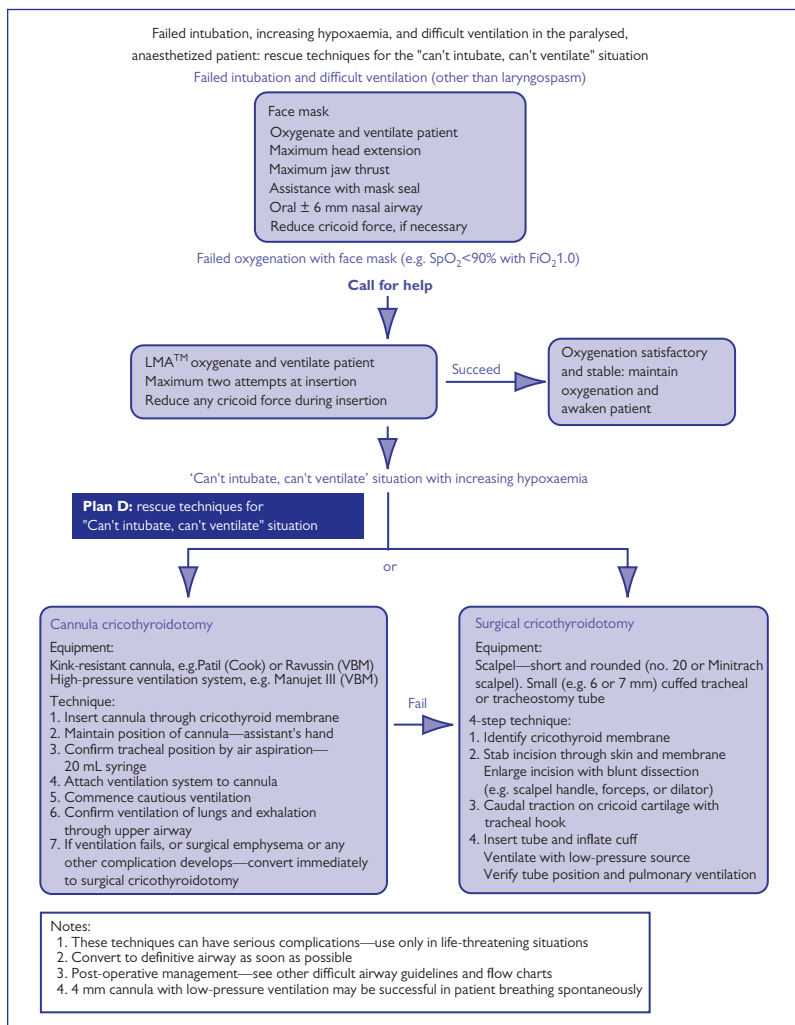 Failed intubation, increasing hypoxaemia, and difficult ventilation in the paralysed,
anaesthetized patient: rescue techniques for the "can't intubate, can't ventilate" situation
Failed intubation and difficult ventilation (other than laryngospasm)
Face mask
Oxygenate and ventilate patient
Maximum head extension
Maximum jaw thrust
Assistance with mask seal
Oral ± 6 mm nasal airway
Reduce cricoid force, if necessary
Failed oxygenation with face mask (e.g. SpO₂<90% with FiO₂1.0)
Call for help
LMA™ oxygenate and ventilate patient
Maximum two attempts at insertion
Reduce any cricoid force during insertion
Succeed
Oxygenation satisfactory
and stable: maintain
oxygenation and
awaken patient
‘Can't intubate, can't ventilate’ situation with increasing hypoxaemia
Plan D: rescue techniques for
"Can't intubate, can't ventilate" situation
or
Cannula cricothyroidotomy
Equipment:
Kink-resistant cannula, e.g.Patil (Cook) or Ravussin (VBM)
High-pressure ventilation system, e.g. Manujet III (VBM)
Technique:
1. Insert cannula through cricothyroid membrane
2. Maintain position of cannula—assistant's hand
3. Confirm tracheal position by air aspiration—
20 mL syringe
4. Attach ventilation system to cannula
5. Commence cautious ventilation
6. Confirm ventilation of lungs and exhalation
through upper airway
7. If ventilation fails, or surgical emphysema or any
other complication develops—convert immediately
to surgical cricothyroidotomy
Fail
Surgical cricothyroidotomy
Equipment:
Scalpel—short and rounded (no. 20 or Minitrach
scalpel). Small (e.g. 6 or 7 mm) cuffed tracheal
or tracheostomy tube
4-step technique:
1. Identify cricothyroid membrane
2. Stab incision through skin and membrane
Enlarge incision with blunt dissection
(e.g. scalpel handle, forceps, or dilator)
3. Caudal traction on cricoid cartilage with
tracheal hook
4. Insert tube and inflate cuff
Ventilate with low-pressure source
Verify tube position and pulmonary ventilation
Notes:
1. These techniques can have serious complications—use only in life-threatening situations
2. Convert to definitive airway as soon as possible
3. Post-operative management—see other difficult airway guidelines and flow charts
4. 4 mm cannula with low-pressure ventilation may be successful in patient breathing spontaneously